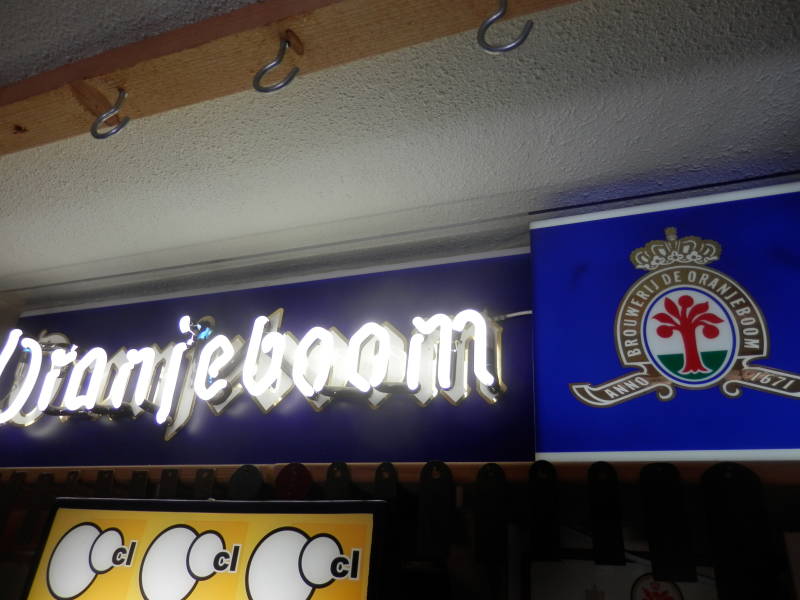 Oranjeboom
BROUWERIJ DE ORANJEBOOM
ANNO 1671
cl cl cl